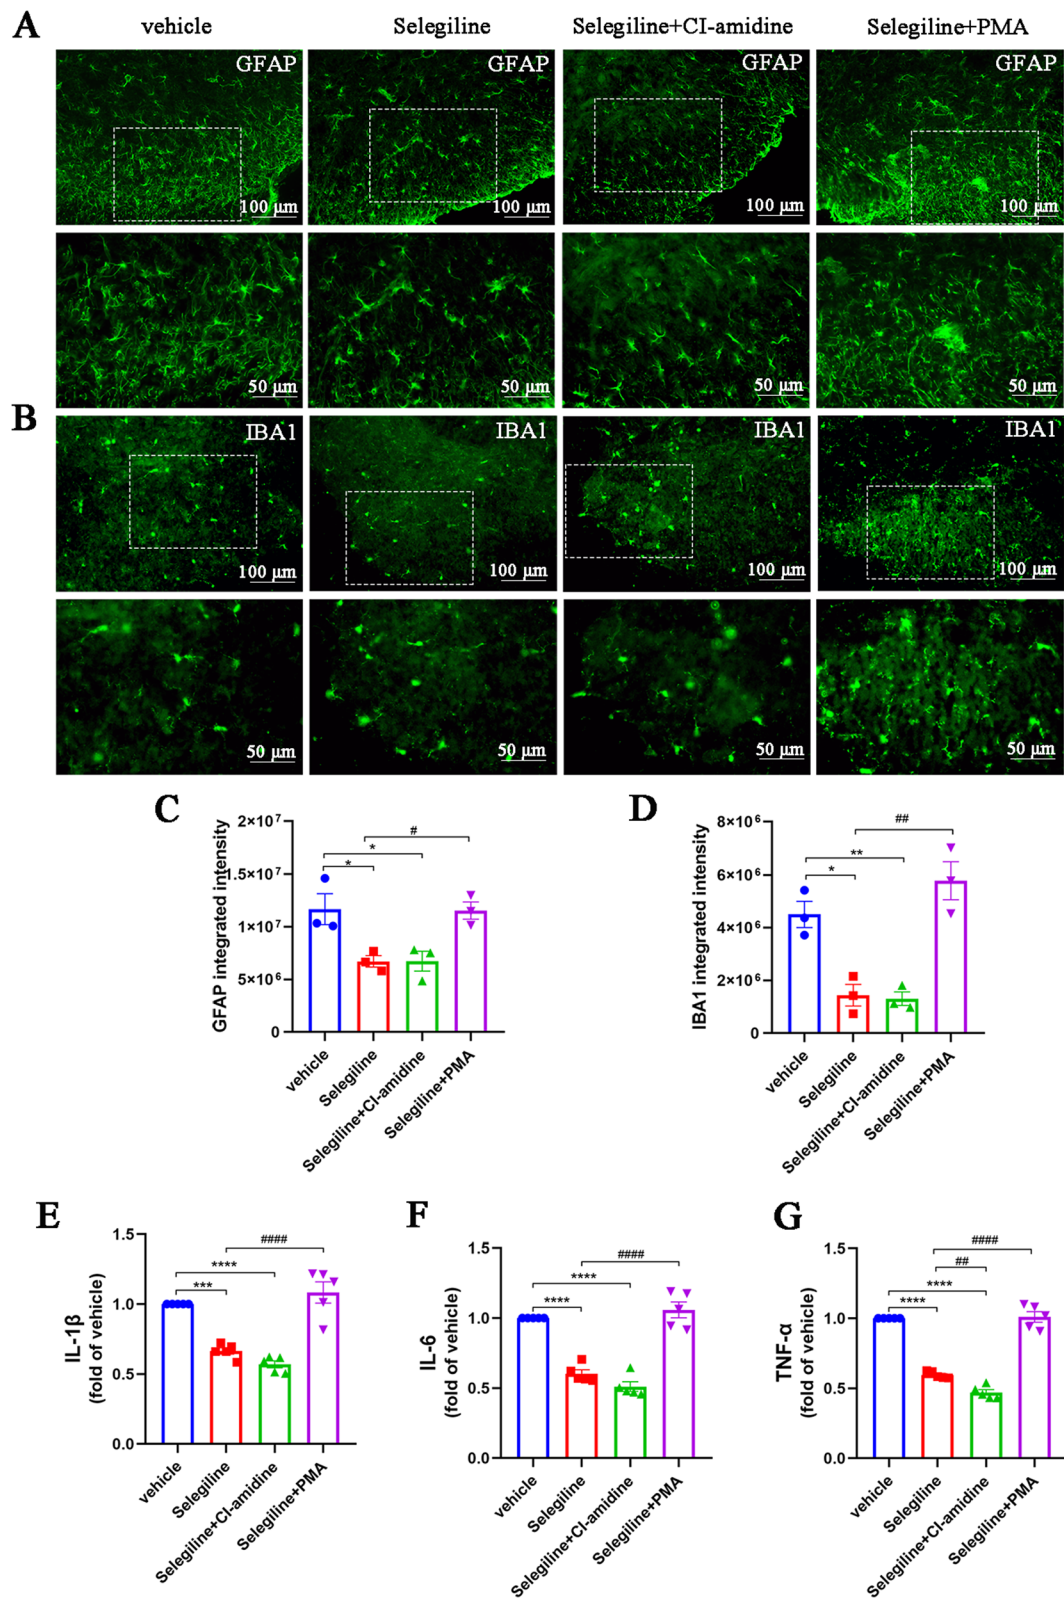 A
vehicle
Selegiline
Selegiline+CI-amidine
Selegiline+PMA
GFAP
GFAP
GFAP
GFAP
100 μm
100 μm
100 μm
100 μm
50 μm
50 μm
50 μm
50 μm
B
IBA1
IBA1
IBA1
IBA1
100 μm
100 μm
100 μm
100 μm
50 μm
50 μm
50 μm
50 μm
C
GFAP integrated intensity
2×10⁷
1.5×10⁷
1×10⁷
5×10⁶
0
*
*
#
vehicle
Selegiline
Selegiline+CI-amidine
Selegiline+PMA
D
IBA1 integrated intensity
8×10⁶
6×10⁶
4×10⁶
2×10⁶
0
*
**
##
vehicle
Selegiline
Selegiline+CI-amidine
Selegiline+PMA
E
IL-1β
(fold of vehicle)
1.5
1.0
0.5
0.0
***
****
####
vehicle
Selegiline
Selegiline+CI-amidine
Selegiline+PMA
F
IL-6
(fold of vehicle)
1.5
1.0
0.5
0.0
****
****
####
vehicle
Selegiline
Selegiline+CI-amidine
Selegiline+PMA
G
TNF-α
(fold of vehicle)
1.5
1.0
0.5
0.0
****
****
##
####
vehicle
Selegiline
Selegiline+CI-amidine
Selegiline+PMA